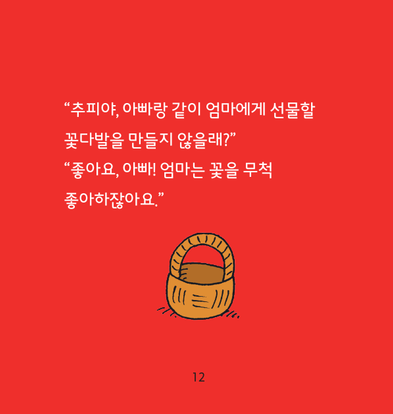 “추피야, 아빠랑 같이 엄마에게 선물할
꽃다발을 만들지 않을래?”
“좋아요, 아빠! 엄마는 꽃을 무척
좋아하잖아요.”
12